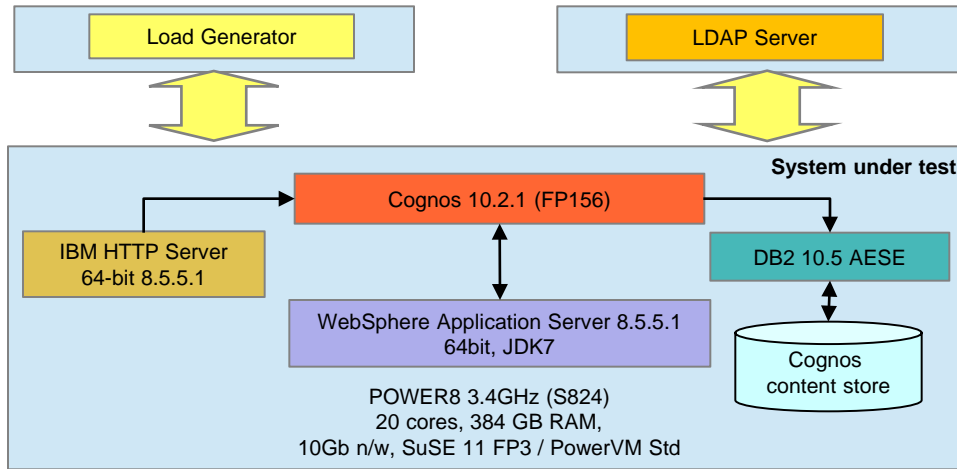 Load Generator
LDAP Server
System under test
Cognos 10.2.1 (FP156)
IBM HTTP Server
64-bit 8.5.5.1
DB2 10.5 AESE
WebSphere Application Server 8.5.5.1
64bit, JDK7
Cognos
content store
POWER8 3.4GHz (S824)
20 cores, 384 GB RAM,
10Gb n/w, SuSE 11 FP3 / PowerVM Std